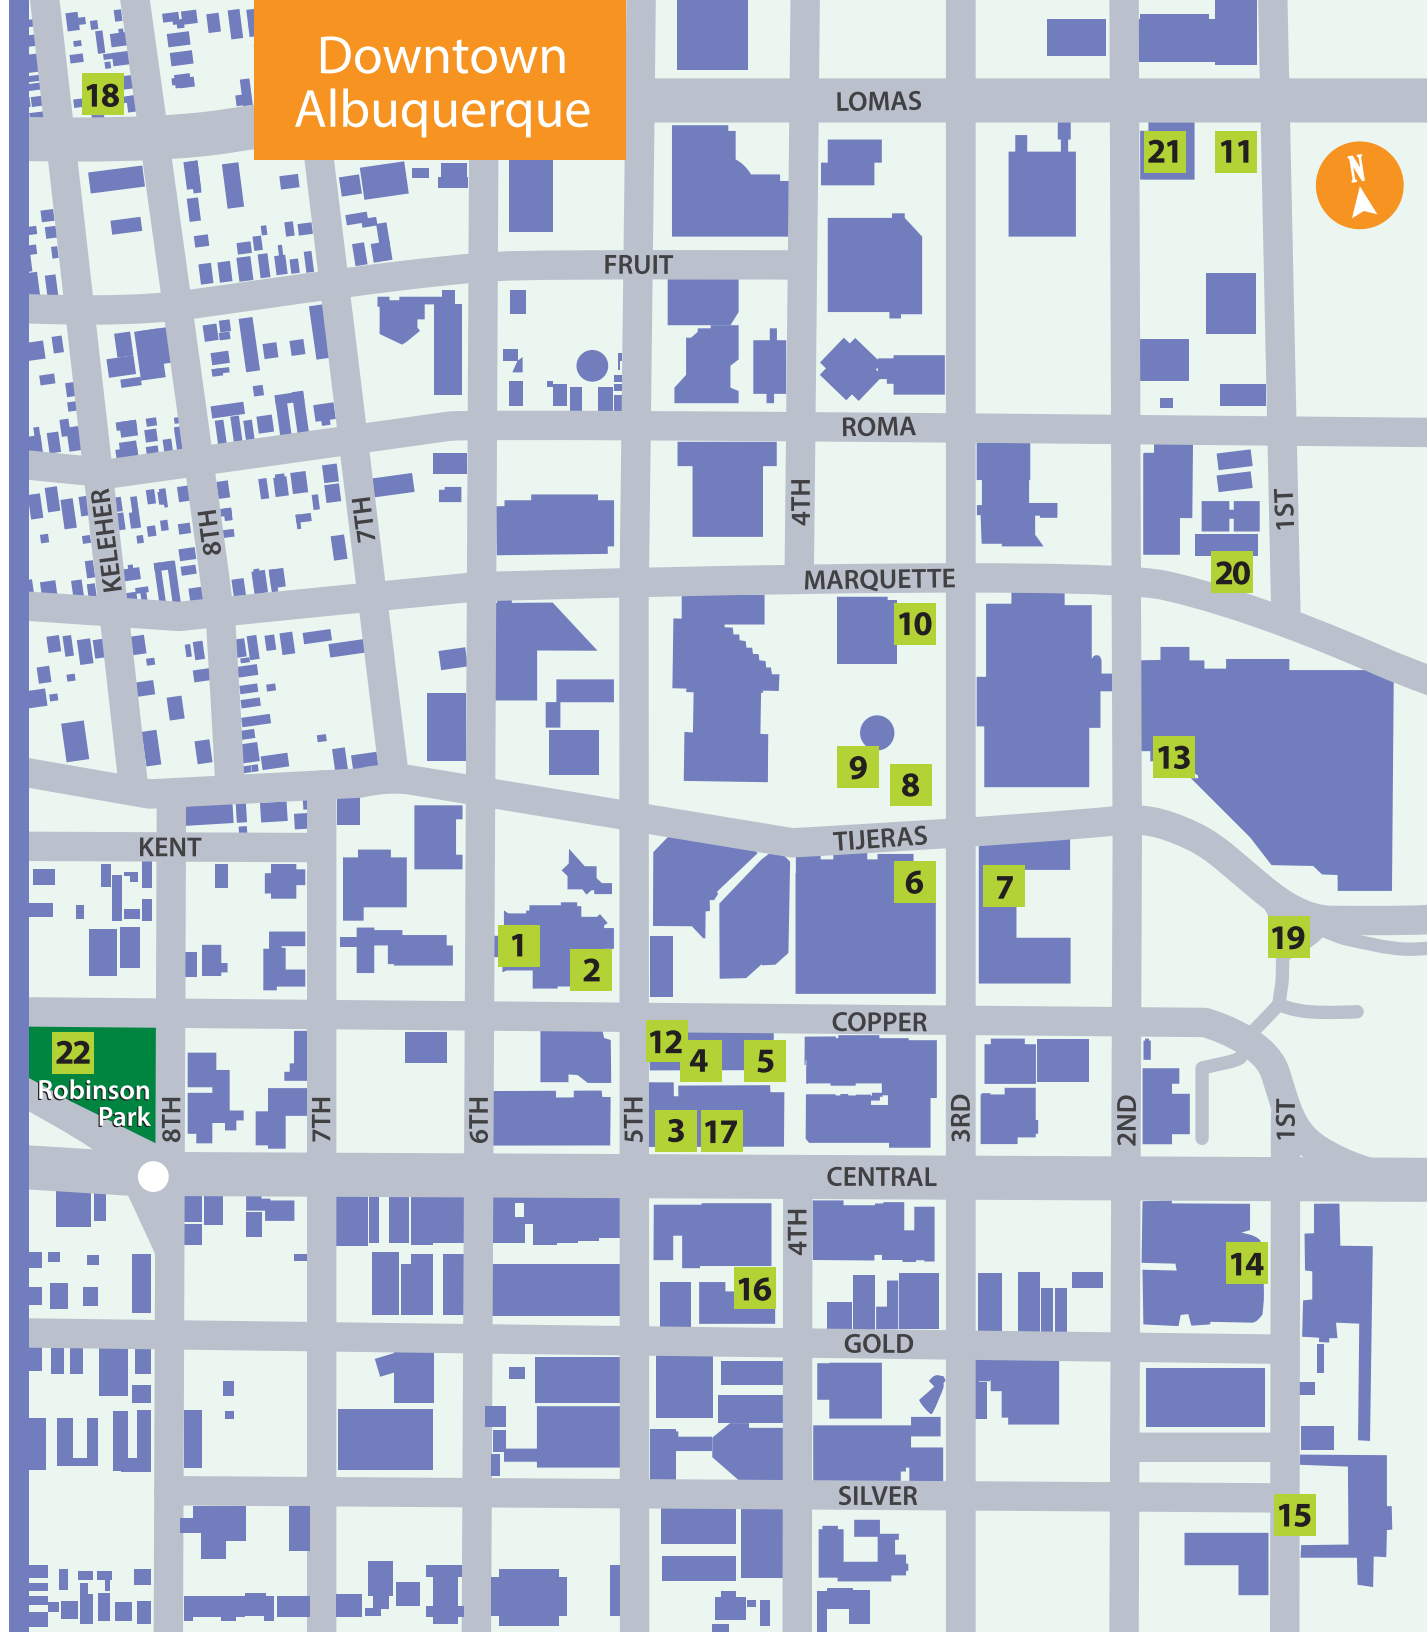 Downtown
Albuquerque
18
LOMAS
21
11
N
FRUIT
ROMA
KELEHER
8TH
7TH
4TH
1ST
MARQUETTE
20
10
13
9
8
TIJERAS
KENT
6
7
1
2
19
COPPER
22
Robinson
Park
12
4
5
8TH
7TH
6TH
5TH
3
17
3RD
2ND
1ST
CENTRAL
4TH
14
16
GOLD
SILVER
15